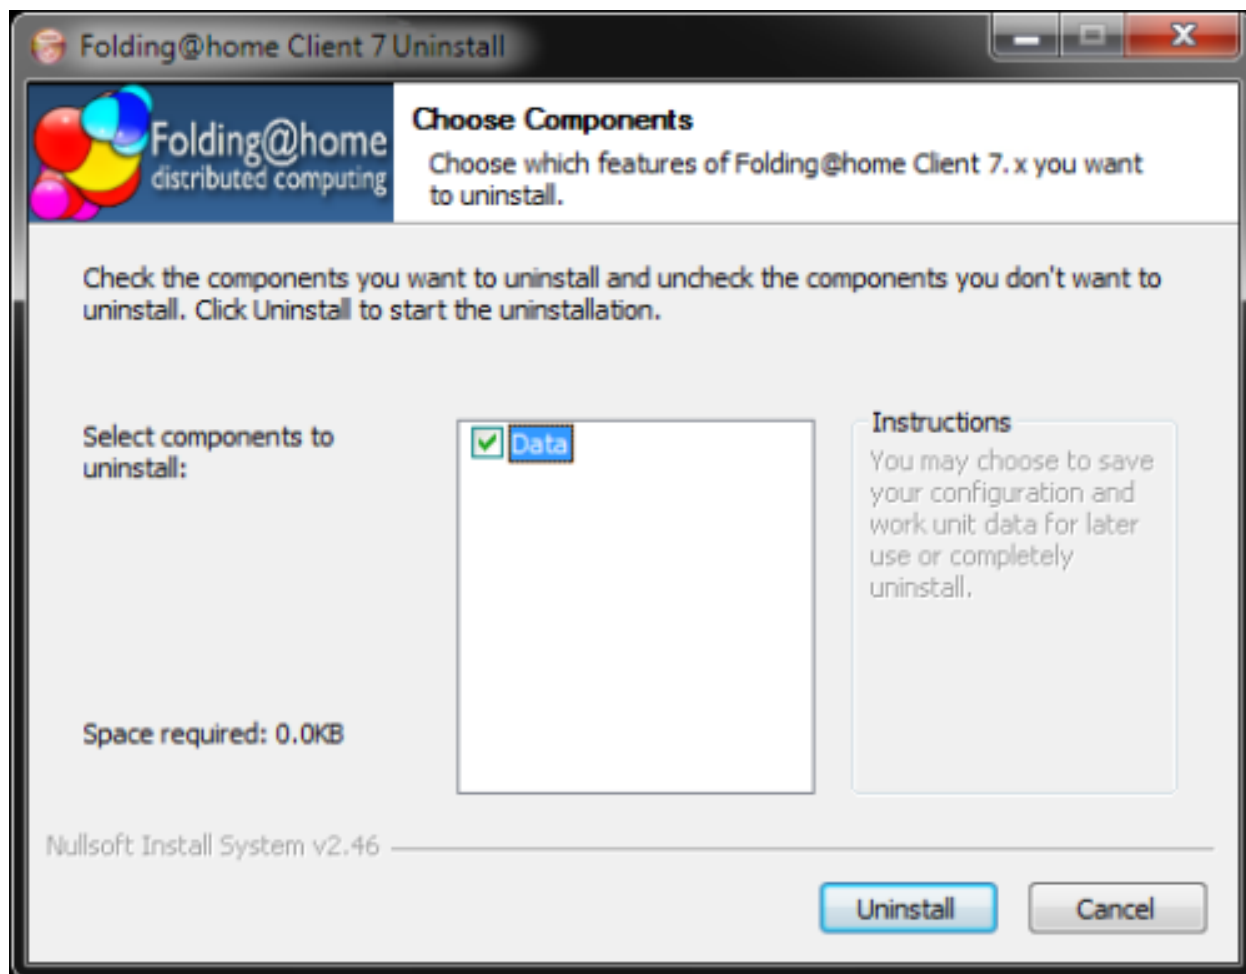 Folding@home Client 7 Uninstall
Folding@home
distributed computing
Choose Components
Choose which features of Folding@home Client 7.x you want
to uninstall.
Check the components you want to uninstall and uncheck the components you don't want to
uninstall. Click Uninstall to start the uninstallation.
Select components to
uninstall:
Data
Instructions
You may choose to save
your configuration and
work unit data for later
use or completely
uninstall.
Space required: 0.0KB
Nullsoft Install System v2.46
Uninstall
Cancel